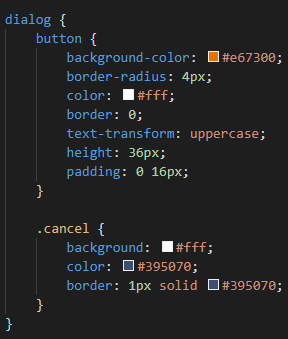 dialog {
    button {
        background-color: #e67300;
        border-radius: 4px;
        color: #fff;
        border: 0;
        text-transform: uppercase;
        height: 36px;
        padding: 0 16px;
    }

    .cancel {
        background: #fff;
        color: #395070;
        border: 1px solid #395070;
    }
}